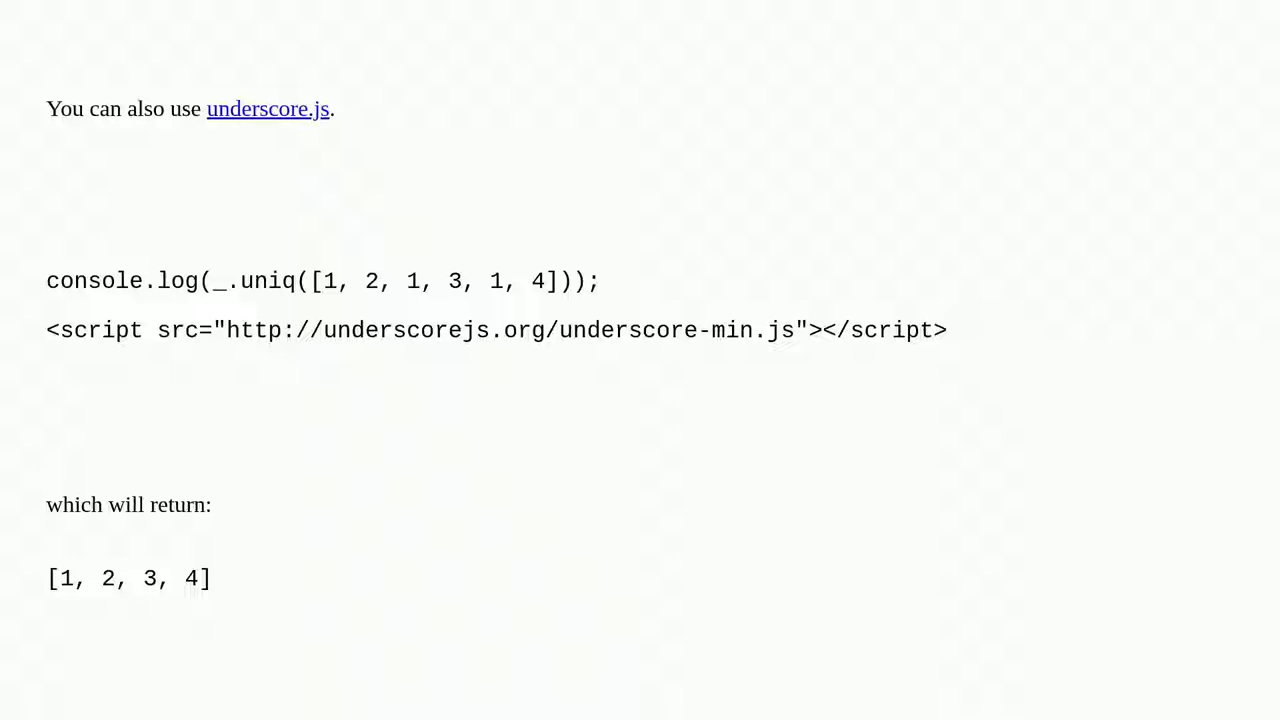 You can also use underscore.js.
console.log(_.uniq([1, 2, 1, 3, 1, 4]));
<script src="http://underscorejs.org/underscore-min.js"></script>
which will return:
[1, 2, 3, 4]